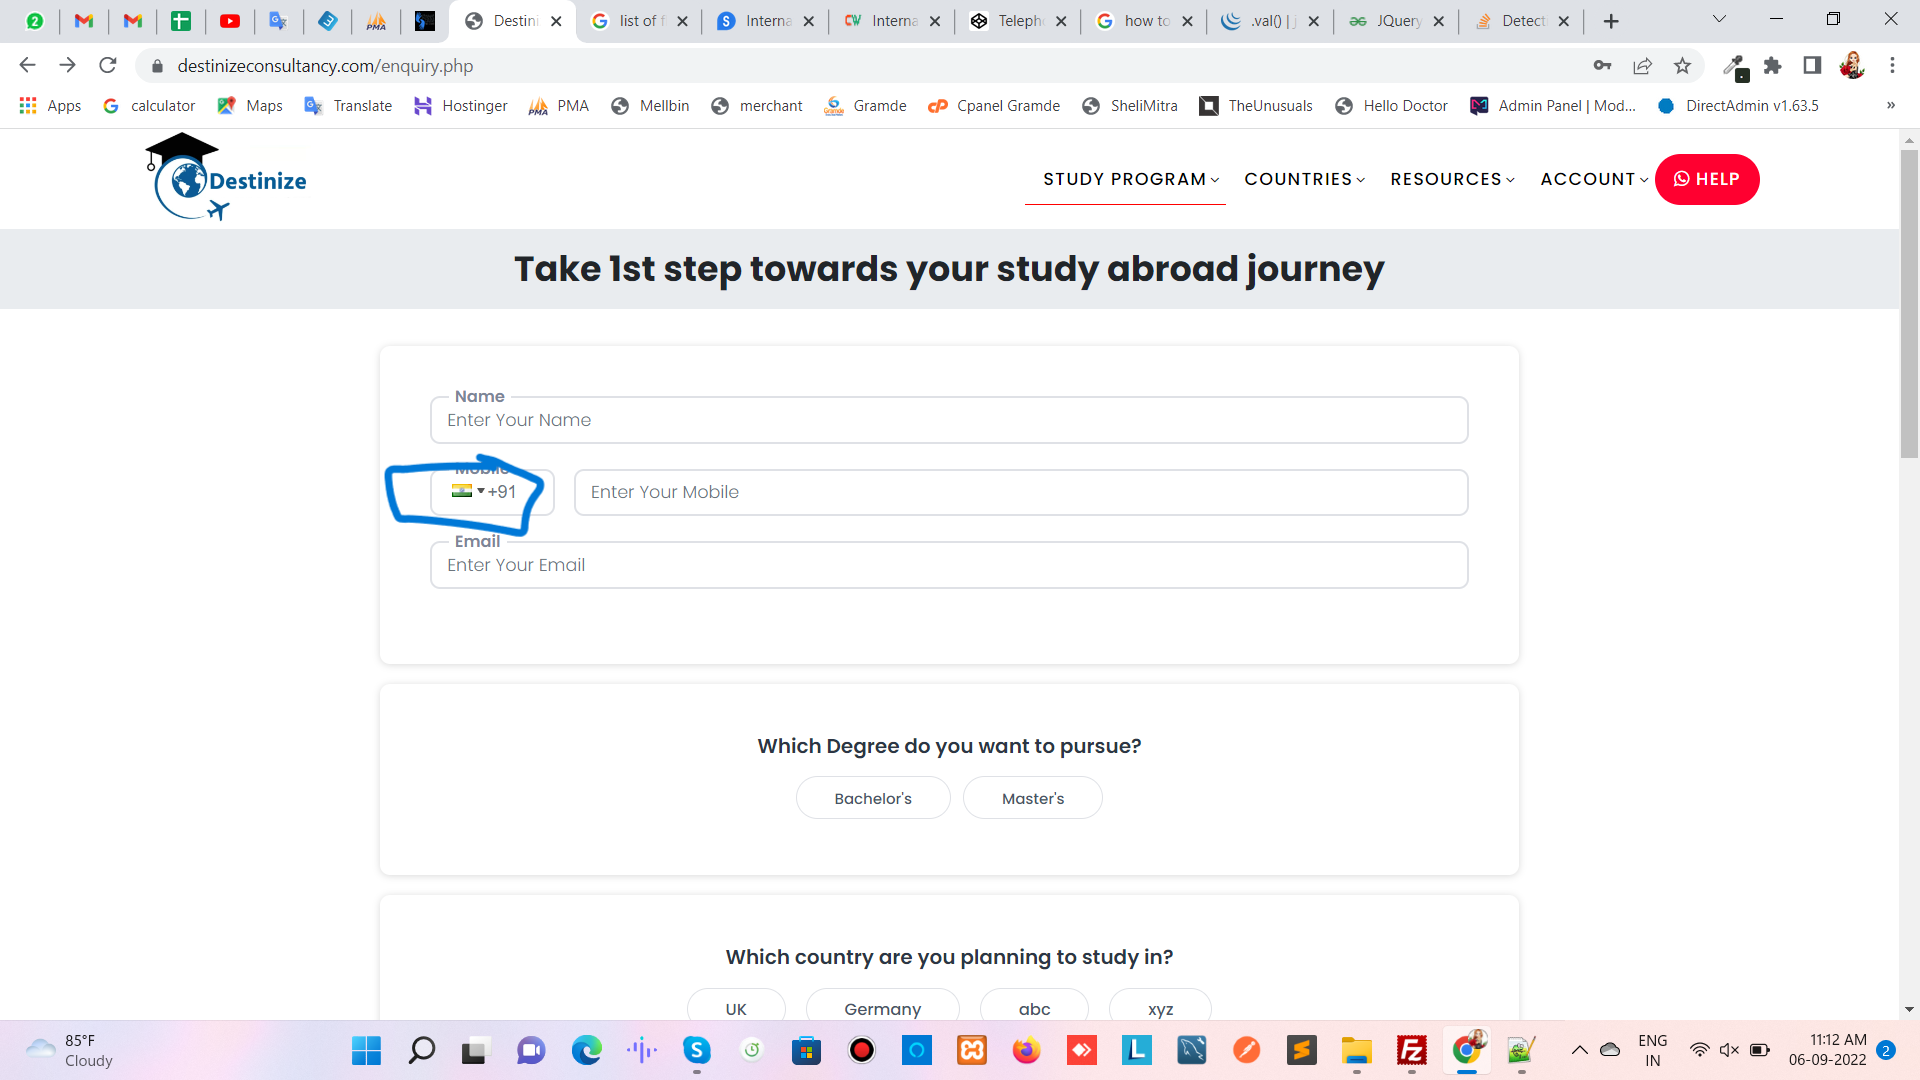 Destini
list of f
Interna
Interna
Teleph
how to
.val() | j
JQuery
Detect
destinizeconsultancy.com/enquiry.php
Apps
calculator
Maps
Translate
Hostinger
PMA
Mellbin
merchant
Gramde
Cpanel Gramde
SheliMitra
TheUnusuals
Hello Doctor
Admin Panel | Mod...
DirectAdmin v1.63.5
»
Destinize
STUDY PROGRAM
COUNTRIES
RESOURCES
ACCOUNT
HELP
Take 1st step towards your study abroad journey
Name
Enter Your Name
Mobile
+91
Enter Your Mobile
Email
Enter Your Email
Which Degree do you want to pursue?
Bachelor's
Master's
Which country are you planning to study in?
UK
Germany
abc
xyz
85°F
Cloudy
ENG
IN
11:12 AM
06-09-2022
2